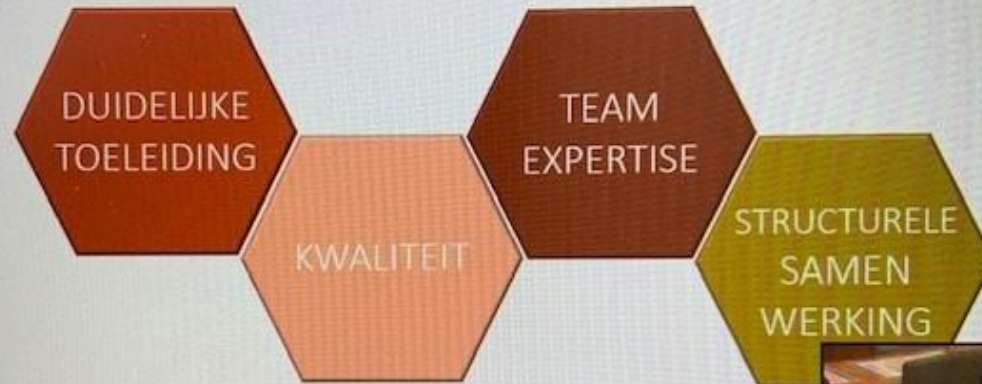 DUIDELIJKE
TOELEIDING
KWALITEIT
TEAM
EXPERTISE
STRUCTURELE
SAMEN
WERKING